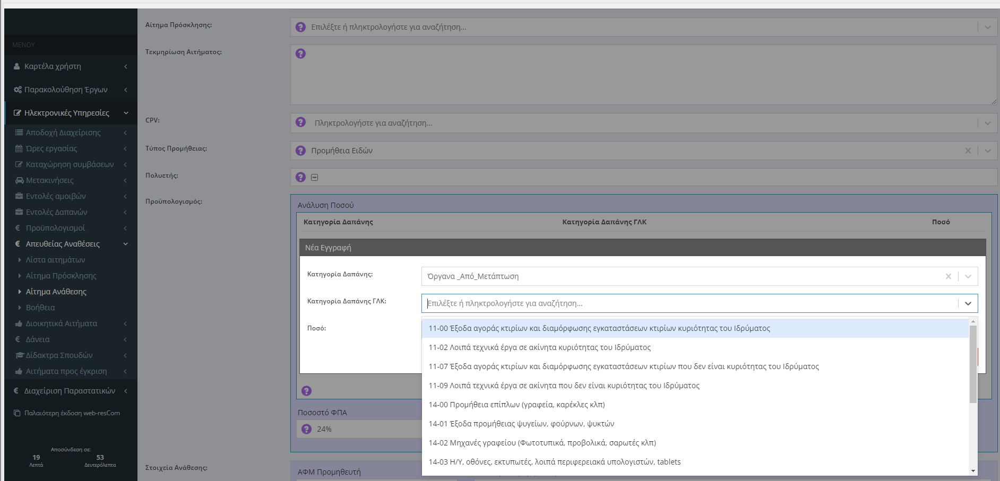 ΜΕΝΟΥ
Καρτέλα χρήστη
Παρακολούθηση Έργων
Ηλεκτρονικές Υπηρεσίες
Αποδοχή Διαχείρισης
Ώρες εργασίας
Καταχώρηση συμβάσεων
Μετακινήσεις
Εντολές αμοιβών
Εντολές Δαπανών
Προϋπολογισμοί
Απευθείας Αναθέσεις
Λίστα αιτημάτων
Αίτημα Πρόσκλησης
Αίτημα Ανάθεσης
Βοήθεια
Διοικητικά Αιτήματα
Δάνεια
Δίδακτρα Σπουδών
Αιτήματα προς έγκριση
Διαχείριση Παραστατικών
Παλαιότερη έκδοση web-resCom
Αποσύνδεση σε:
19 53
Λεπτά Δευτερόλεπτα
Αίτημα Πρόσκλησης:
Επιλέξτε ή πληκτρολογήστε για αναζήτηση...
Τεκμηρίωση Αιτήματος:
CPV:
Πληκτρολογήστε για αναζήτηση...
Τύπος Προμήθειας:
Προμήθεια Ειδών
Πολυετής:
Προϋπολογισμός:
Ανάλυση Ποσού
Κατηγορία Δαπάνης Κατηγορία Δαπάνης ΓΛΚ Ποσό
Νέα Εγγραφή
Κατηγορία Δαπάνης:
Όργανα _Από_Μετάπτωση
Κατηγορία Δαπάνης ΓΛΚ:
Επιλέξτε ή πληκτρολογήστε για αναζήτηση...
Ποσό:
11-00 Έξοδα αγοράς κτιρίων και διαμόρφωσης εγκαταστάσεων κτιρίων κυριότητας του Ιδρύματος
11-02 Λοιπά τεχνικά έργα σε ακίνητα κυριότητας του Ιδρύματος
11-07 Έξοδα αγοράς κτιρίων και διαμόρφωσης εγκαταστάσεων κτιρίων που δεν είναι κυριότητας του Ιδρύματος
11-09 Λοιπά τεχνικά έργα σε ακίνητα που δεν είναι κυριότητας του Ιδρύματος
14-00 Προμήθεια επίπλων (γραφεία, καρέκλες κλπ)
14-01 Έξοδα προμήθειας ψυγείων, φούρνων, ψυκτών
14-02 Μηχανές γραφείου (Φωτοτυπικά, προβολικά, σαρωτές κλπ)
14-03 Η/Υ, οθόνες, εκτυπωτές, λοιπά περιφερειακά υπολογιστών, tablets
Ποσοστό ΦΠΑ
24%
Στοιχεία Ανάθεσης:
ΑΦΜ Προμηθευτή